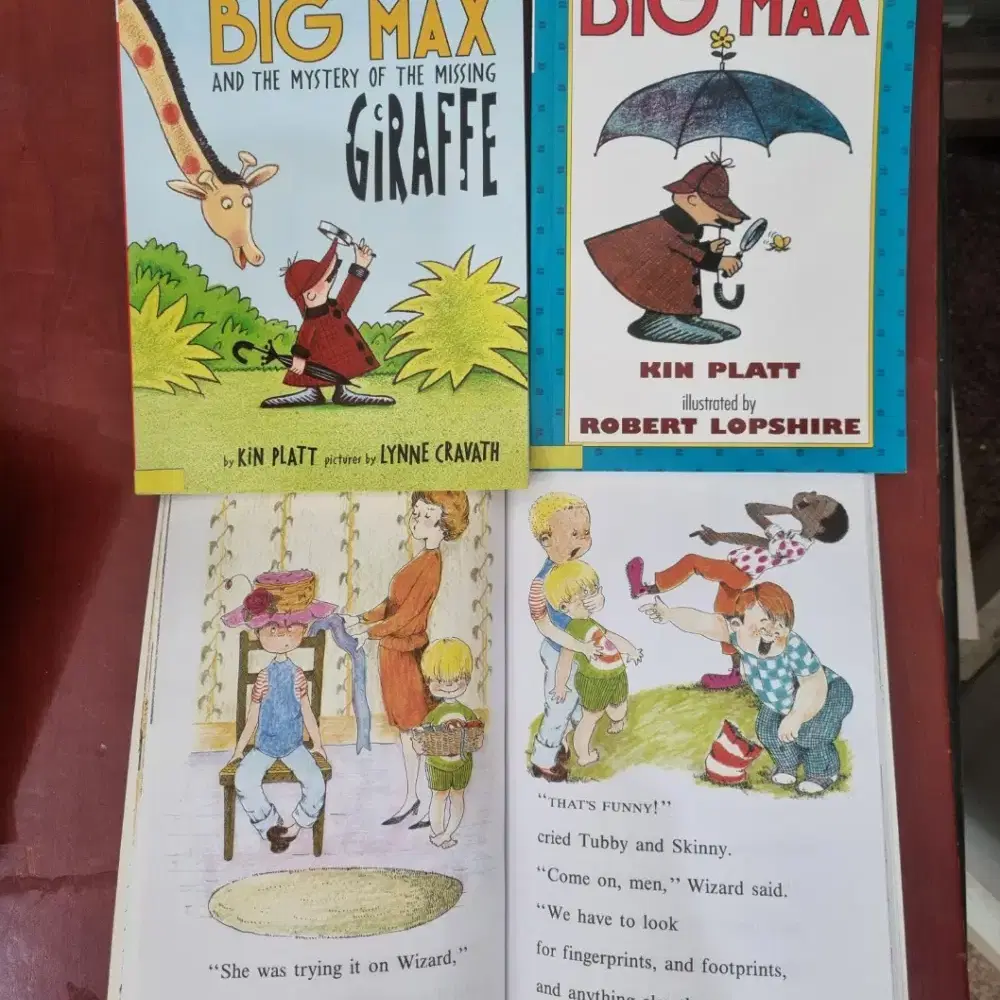 BIG MAX
AND THE MYSTERY OF THE MISSING
GiRAFFE
by KiN PLATT pictures by LYNNE CRAVATH
BIG MAX
KIN PLATT
illustrated by
ROBERT LOPSHIRE
“She was trying it on Wizard,”
“THAT'S FUNNY!”
cried Tubby and Skinny.
“Come on, men,” Wizard said.
“We have to look
for fingerprints, and footprints,
and anything